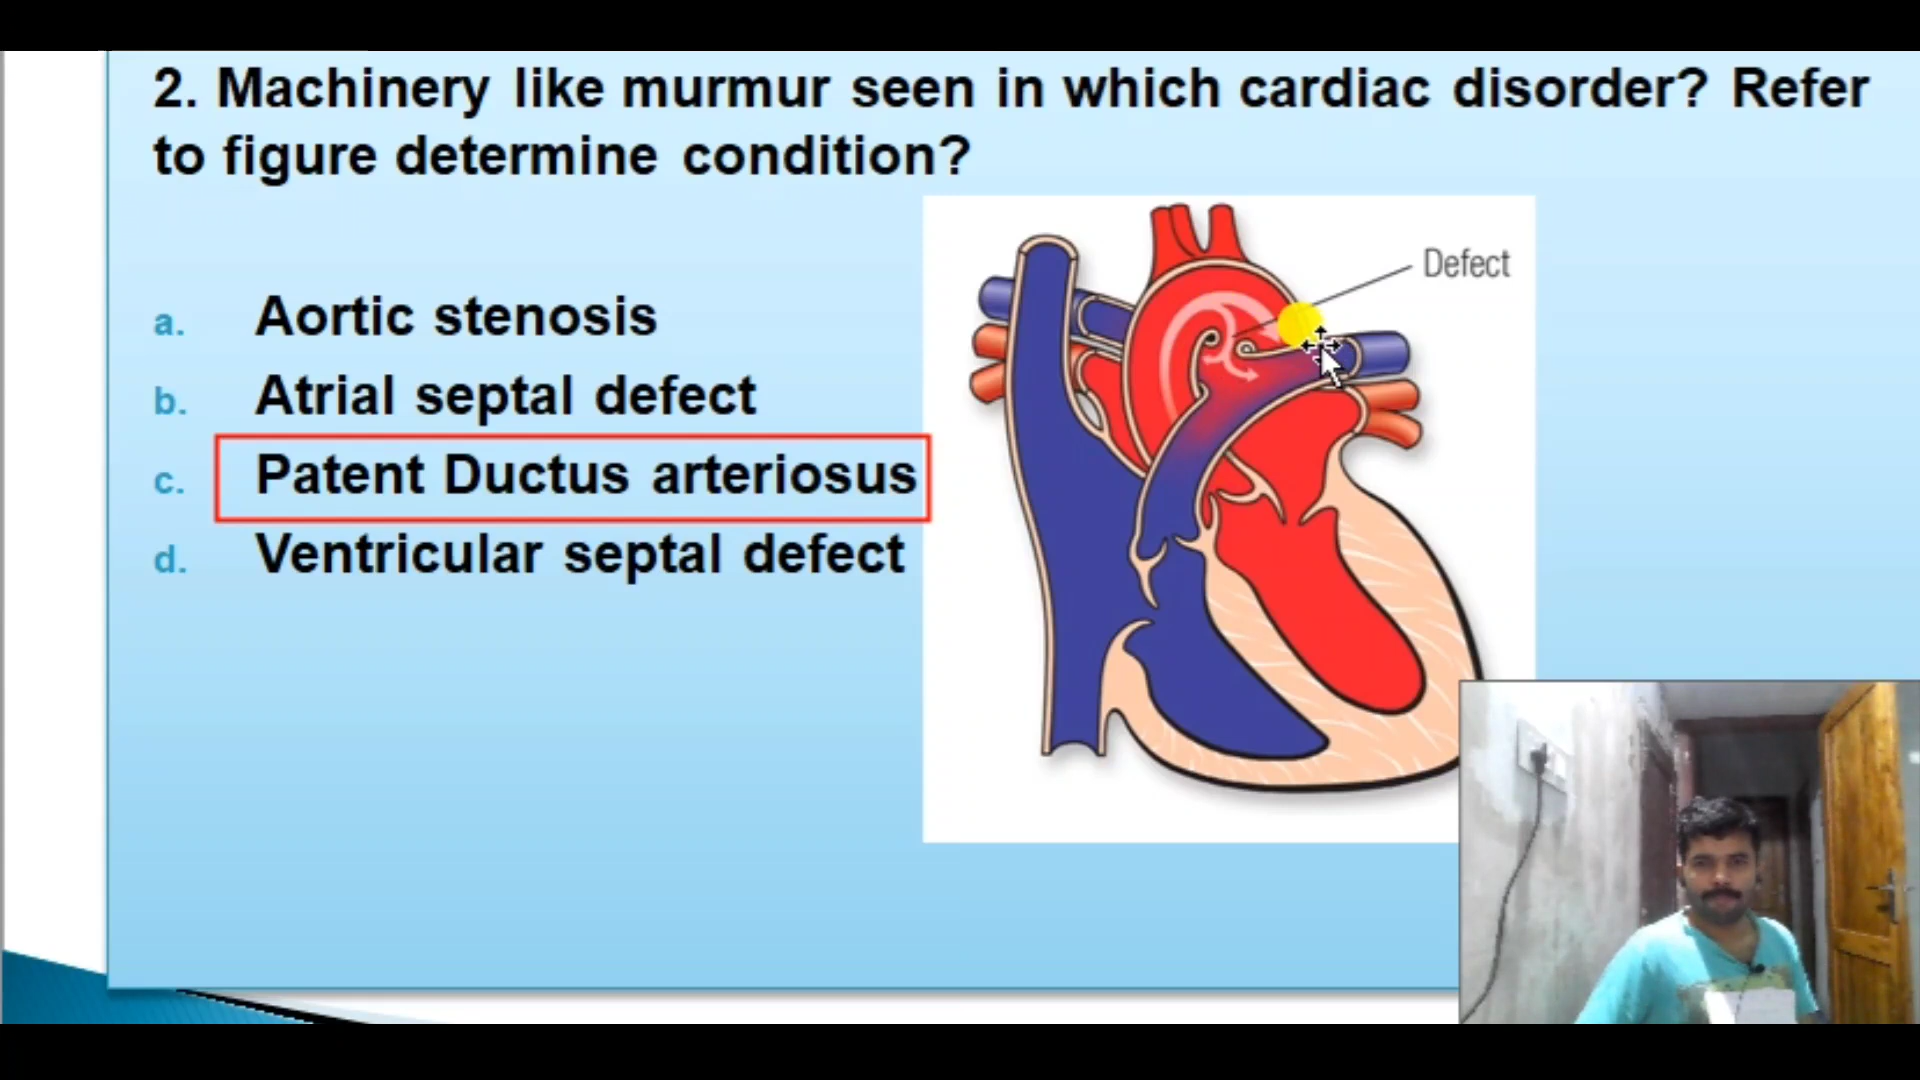 2. Machinery like murmur seen in which cardiac disorder? Refer
to figure determine condition?
Defect
a. Aortic stenosis
b. Atrial septal defect
c. Patent Ductus arteriosus
d. Ventricular septal defect